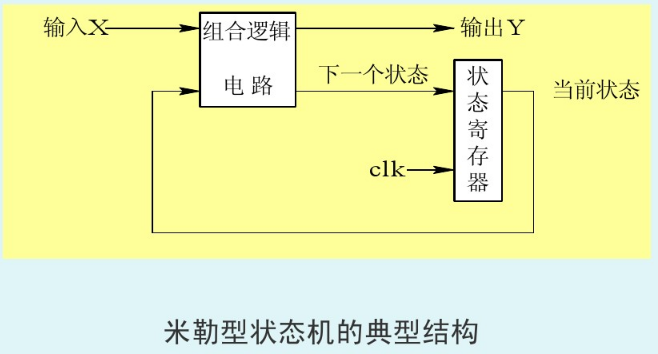 输入X
组合逻辑
电路
输出Y
下一个状态
状态寄存器
当前状态
clk
米勒型状态机的典型结构